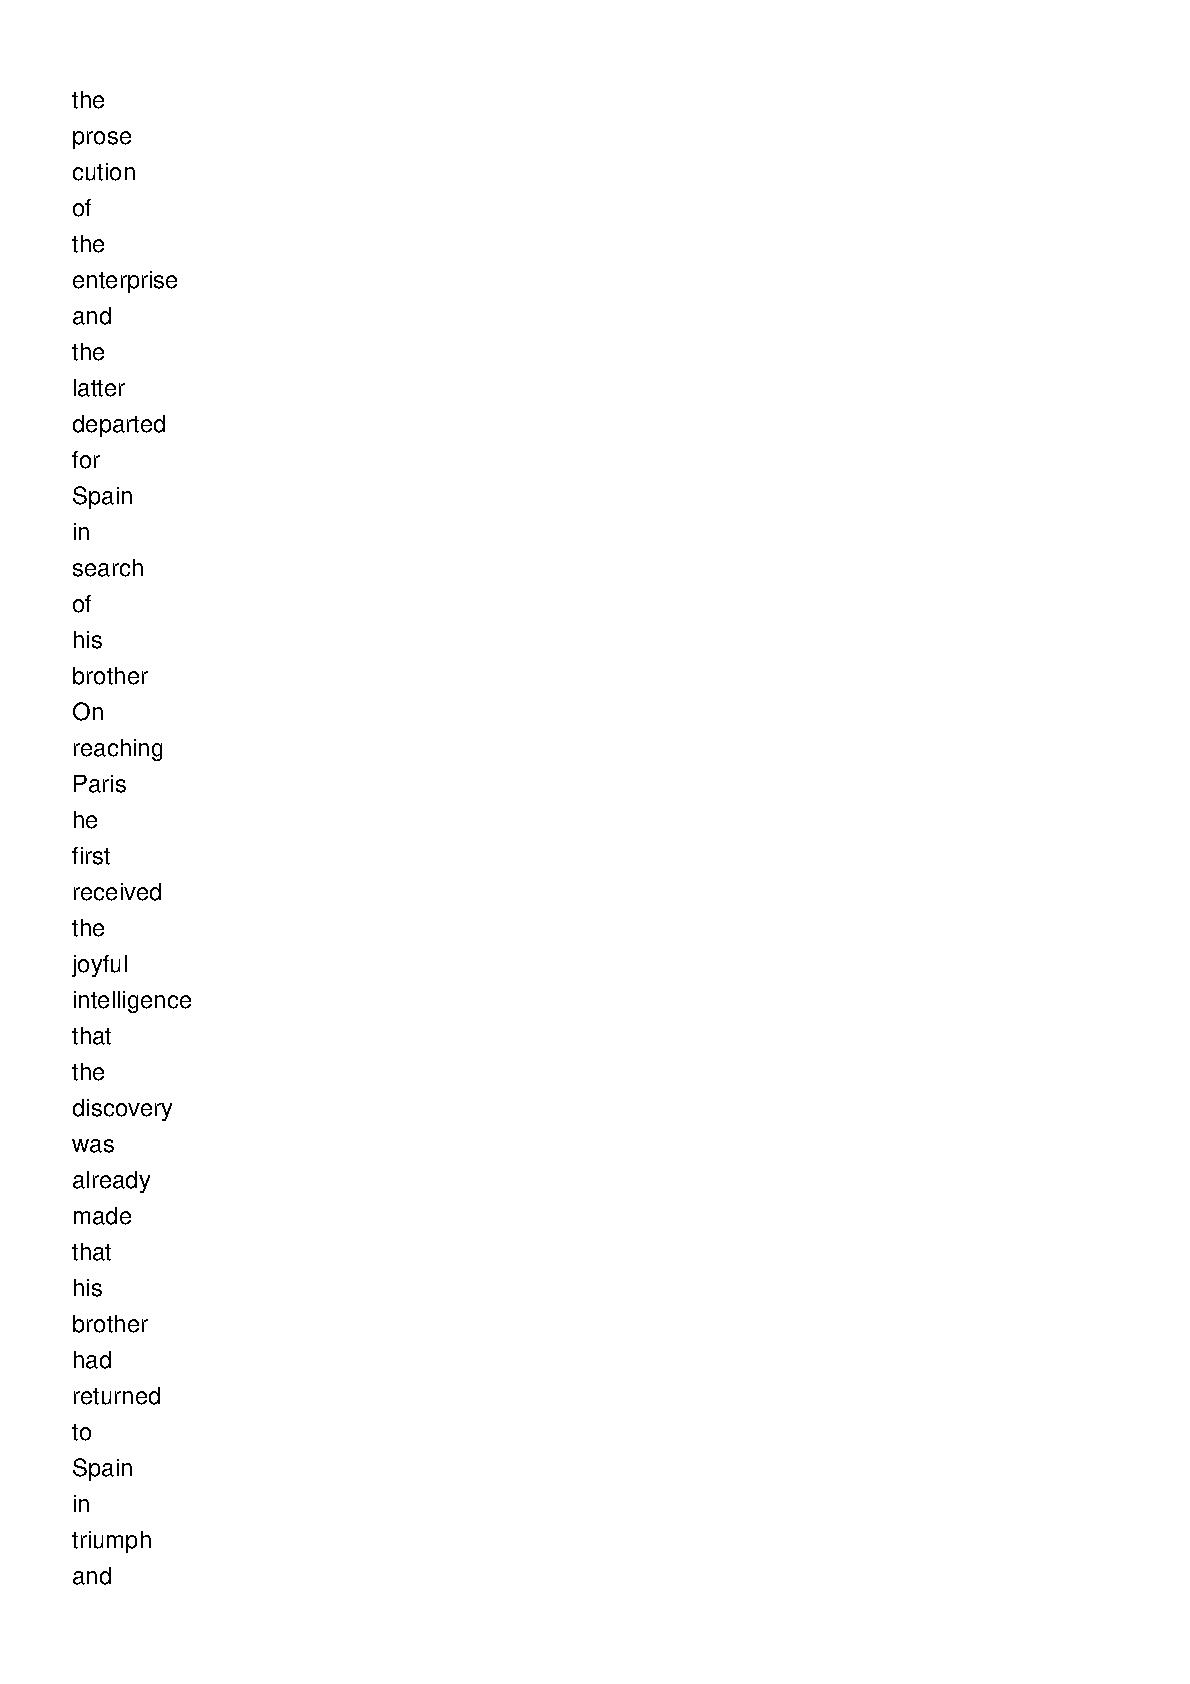 the
prose
cution
of
the
enterprise
and
the
latter
departed
for
Spain
in
search
of
his
brother
On
reaching
Paris
he
first
received
the
joyful
intelligence
that
the
discovery
was
already
made
that
his
brother
had
returned
to
Spain
in
triumph
and